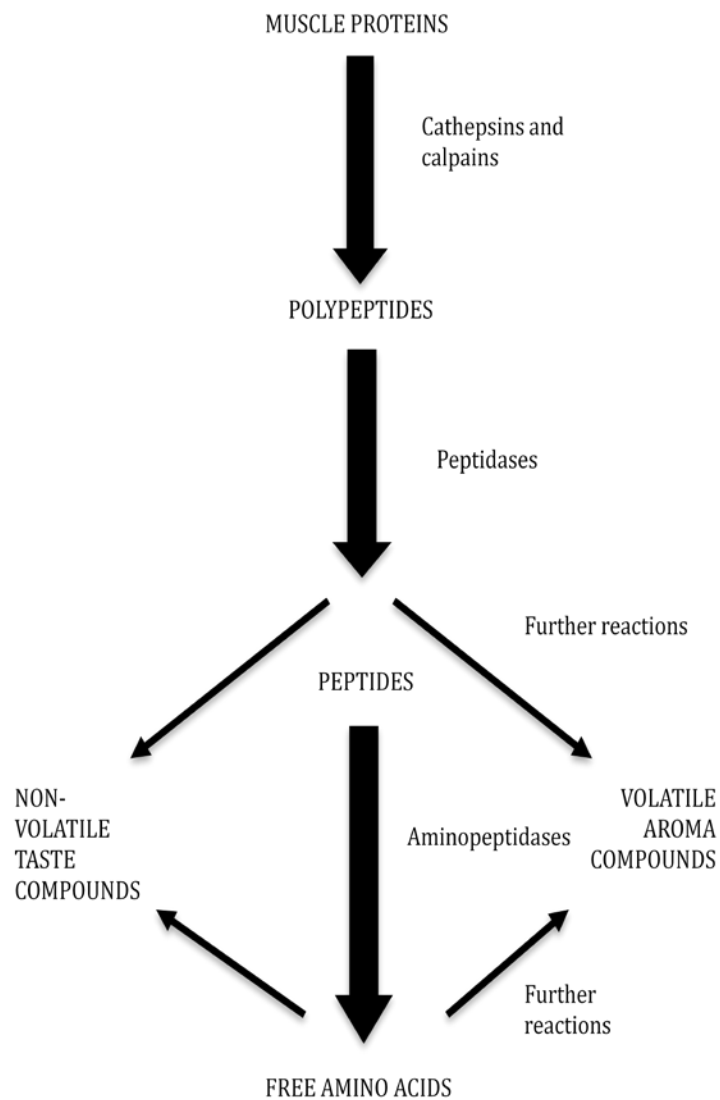 MUSCLE PROTEINS
Cathepsins and
calpains
POLYPEPTIDES
Peptidases
Further reactions
PEPTIDES
NON-
VOLATILE
TASTE
COMPOUNDS
Aminopeptidases
VOLATILE
AROMA
COMPOUNDS
Further
reactions
FREE AMINO ACIDS